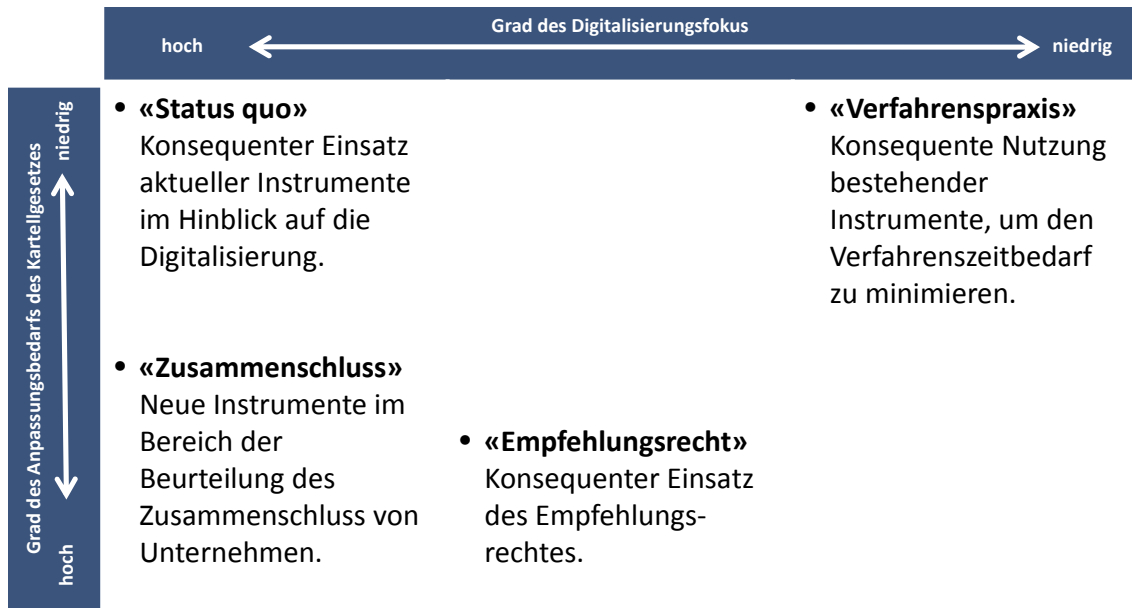 Grad des Digitalisierungsfokus
hoch
niedrig
Grad des Anpassungsbedarfs des Kartellgesetzes
niedrig
hoch
• «Status quo»
Konsequenter Einsatz
aktueller Instrumente
im Hinblick auf die
Digitalisierung.
• «Verfahrenspraxis»
Konsequente Nutzung
bestehender
Instrumente, um den
Verfahrenszeitbedarf
zu minimieren.
• «Zusammenschluss»
Neue Instrumente im
Bereich der
Beurteilung des
Zusammenschluss von
Unternehmen.
• «Empfehlungsrecht»
Konsequenter Einsatz
des Empfehlungs-
rechtes.